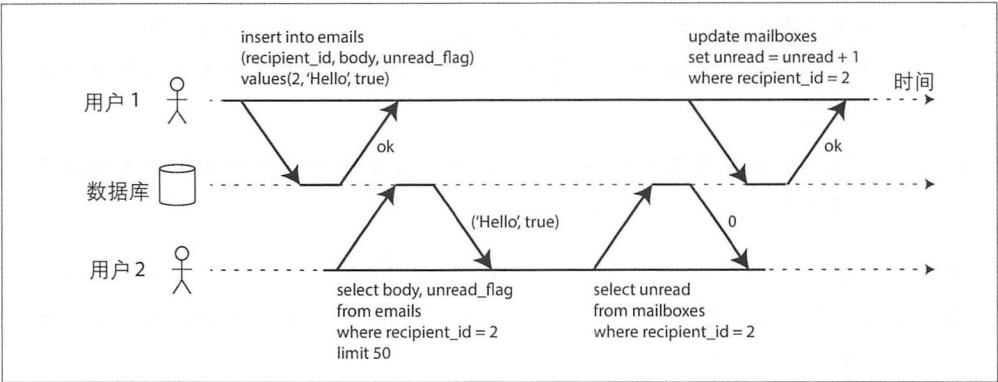 insert into emails
(recipient_id, body, unread_flag)
values(2, ‘Hello’, true)
update mailboxes
set unread = unread + 1
where recipient_id = 2
用户 1
时间
ok
ok
数据库
(‘Hello’, true)
0
用户 2
select body, unread_flag
from emails
where recipient_id = 2
limit 50
select unread
from mailboxes
where recipient_id = 2